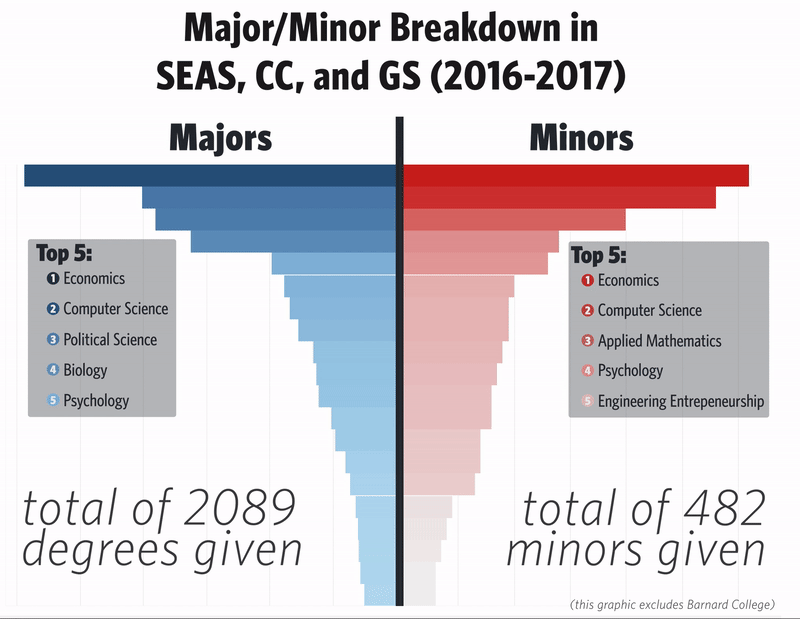 Major/Minor Breakdown in
SEAS, CC, and GS (2016-2017)
Majors
Minors
Top 5:
1 Economics
2 Computer Science
3 Political Science
4 Biology
5 Psychology
Top 5:
1 Economics
2 Computer Science
3 Applied Mathematics
4 Psychology
5 Engineering Entrepeneurship
total of 2089
degrees given
total of 482
minors given
(this graphic excludes Barnard College)